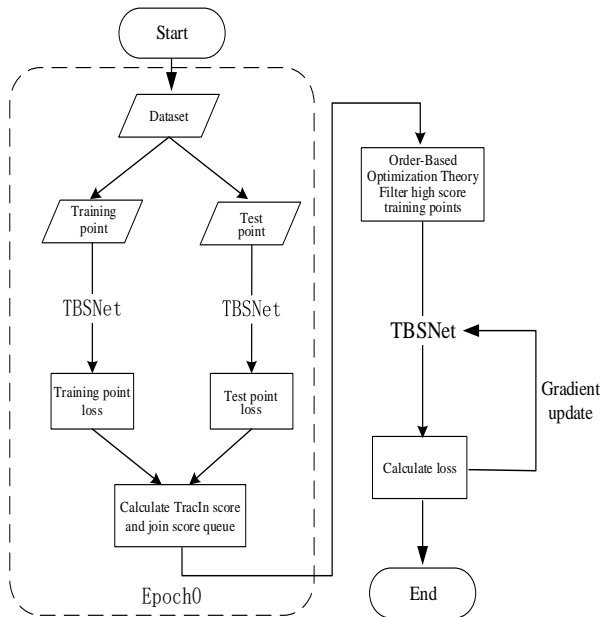 Start
Dataset
Training
point
Test
point
TBSNet
TBSNet
Training point
loss
Test point
loss
Calculate TracIn score
and join score queue
Epoch0
Order-Based
Optimization Theory
Filter high score
training points
TBSNet
Gradient
update
Calculate loss
End